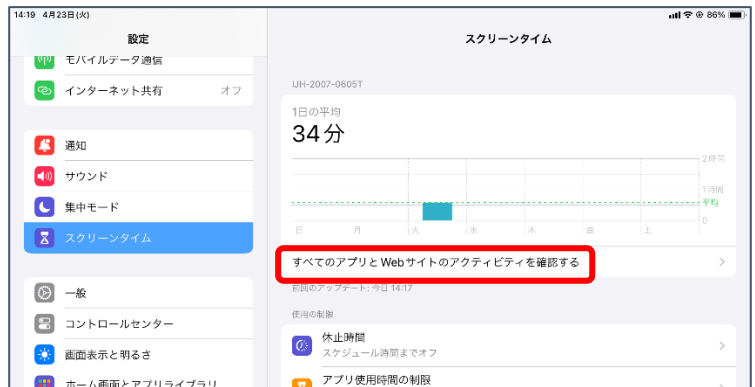 14:19 4月23日(火)
86%
設定
モバイルデータ通信
インターネット共有 オフ
通知
サウンド
集中モード
スクリーンタイム
一般
コントロールセンター
画面表示と明るさ
ホーム画面とアプリライブラリ
スクリーンタイム
IJH-2007-0605T
1日の平均
34分
2時間
1時間
平均
0
日 月 火 水 木 金 土
すべてのアプリとWebサイトのアクティビティを確認する
前回のアップデート: 今日 14:17
使用の制限
休止時間
スケジュール時間までオフ
アプリ使用時間の制限